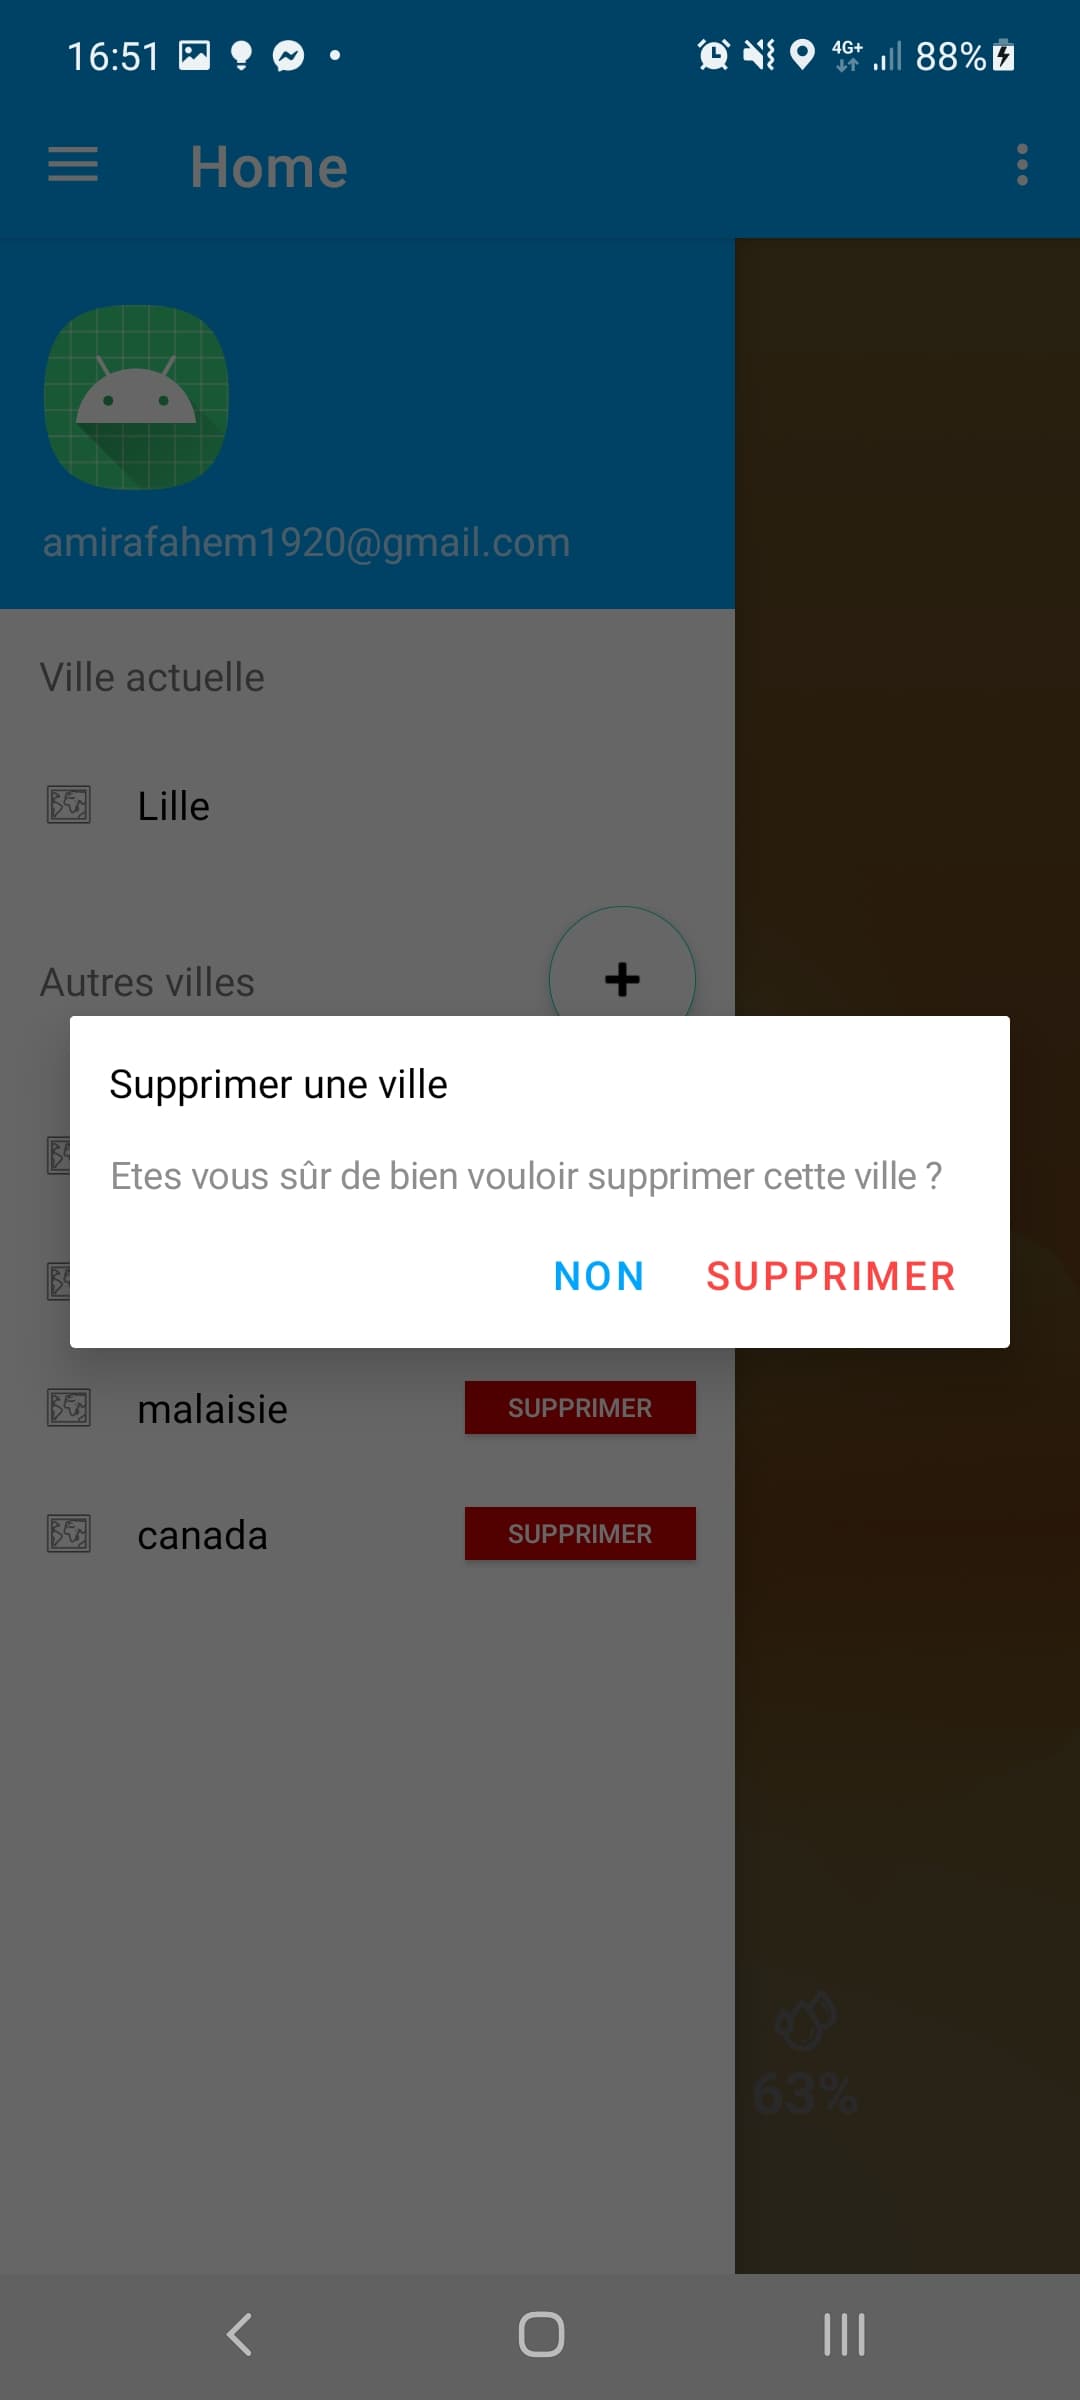 16:51
4G+
88%
Home
amirafahem1920@gmail.com
Ville actuelle
Lille
Autres villes
+
Supprimer une ville
Etes vous sûr de bien vouloir supprimer cette ville ?
NON SUPPRIMER
malaisie SUPPRIMER
canada SUPPRIMER
63%